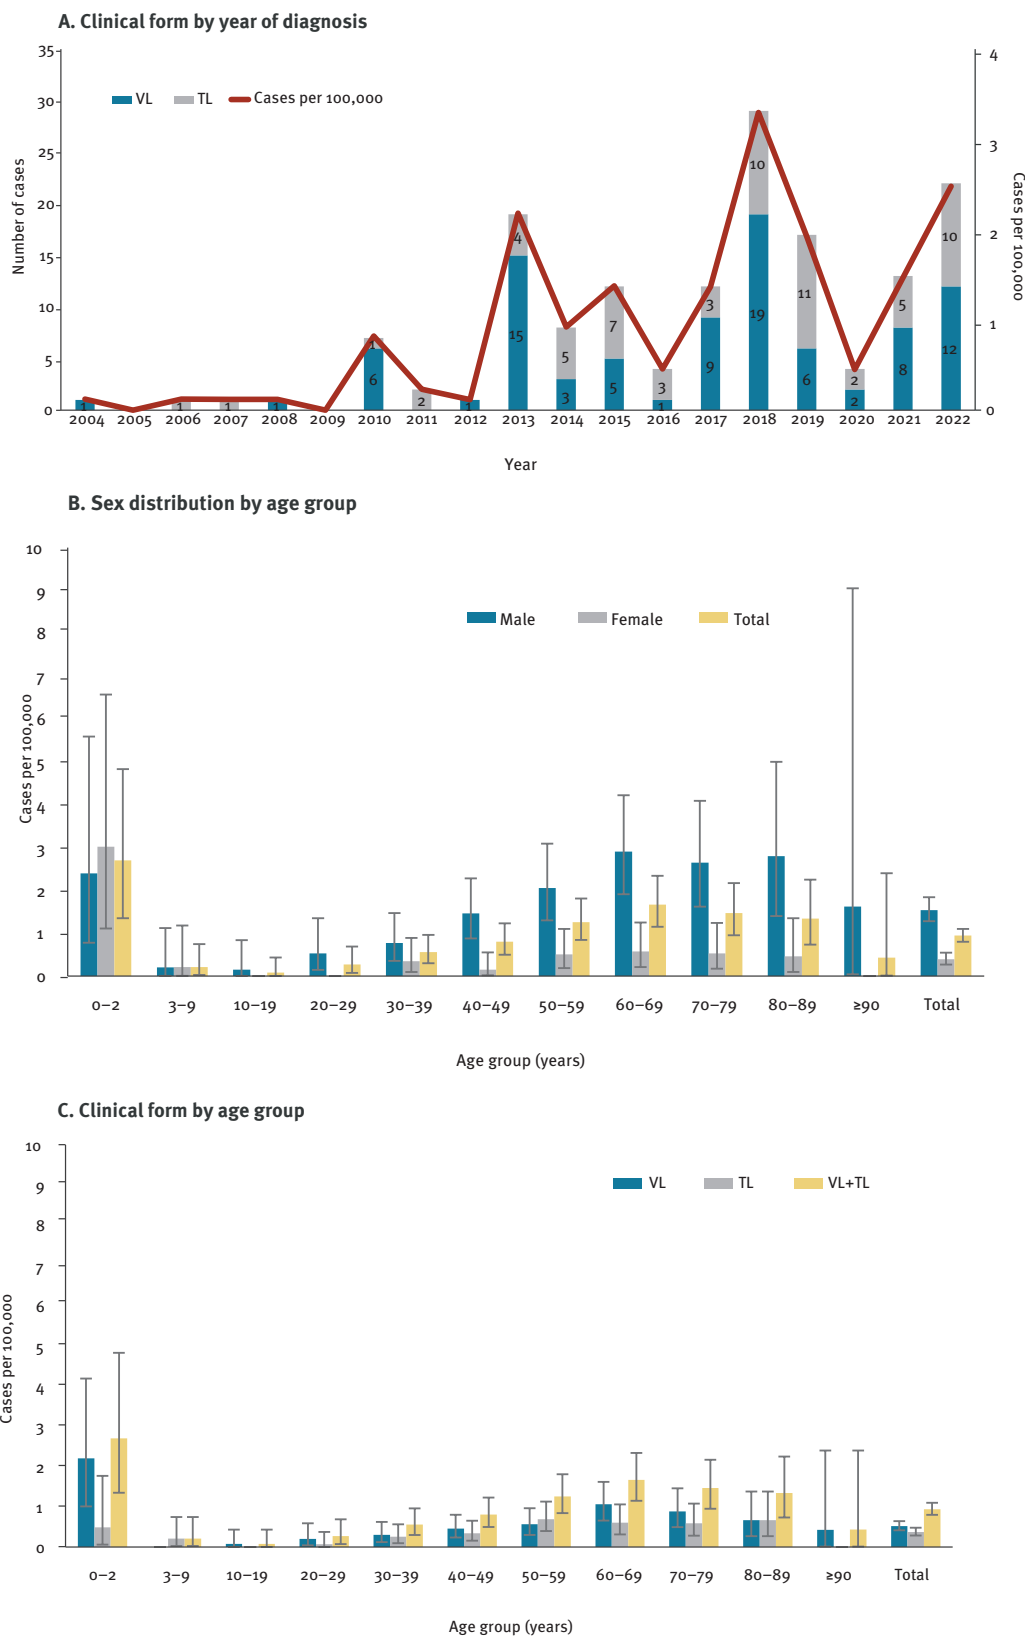 A. Clinical form by year of diagnosis
35
30
25
20
15
10
5
0
Number of cases
VL
TL
Cases per 100,000
4
3
2
1
0
Cases per 100,000
1
1
1
1
1
6
2
1
4
15
5
3
7
5
3
1
3
9
10
19
11
6
2
2
5
8
10
12
2004 2005 2006 2007 2008 2009 2010 2011 2012 2013 2014 2015 2016 2017 2018 2019 2020 2021 2022
Year
B. Sex distribution by age group
10
9
8
7
6
5
4
3
2
1
0
Cases per 100,000
Male
Female
Total
0–2 3–9 10–19 20–29 30–39 40–49 50–59 60–69 70–79 80–89 ≥90 Total
Age group (years)
C. Clinical form by age group
10
9
8
7
6
5
4
3
2
1
0
Cases per 100,000
VL
TL
VL+TL
0–2 3–9 10–19 20–29 30–39 40–49 50–59 60–69 70–79 80–89 ≥90 Total
Age group (years)